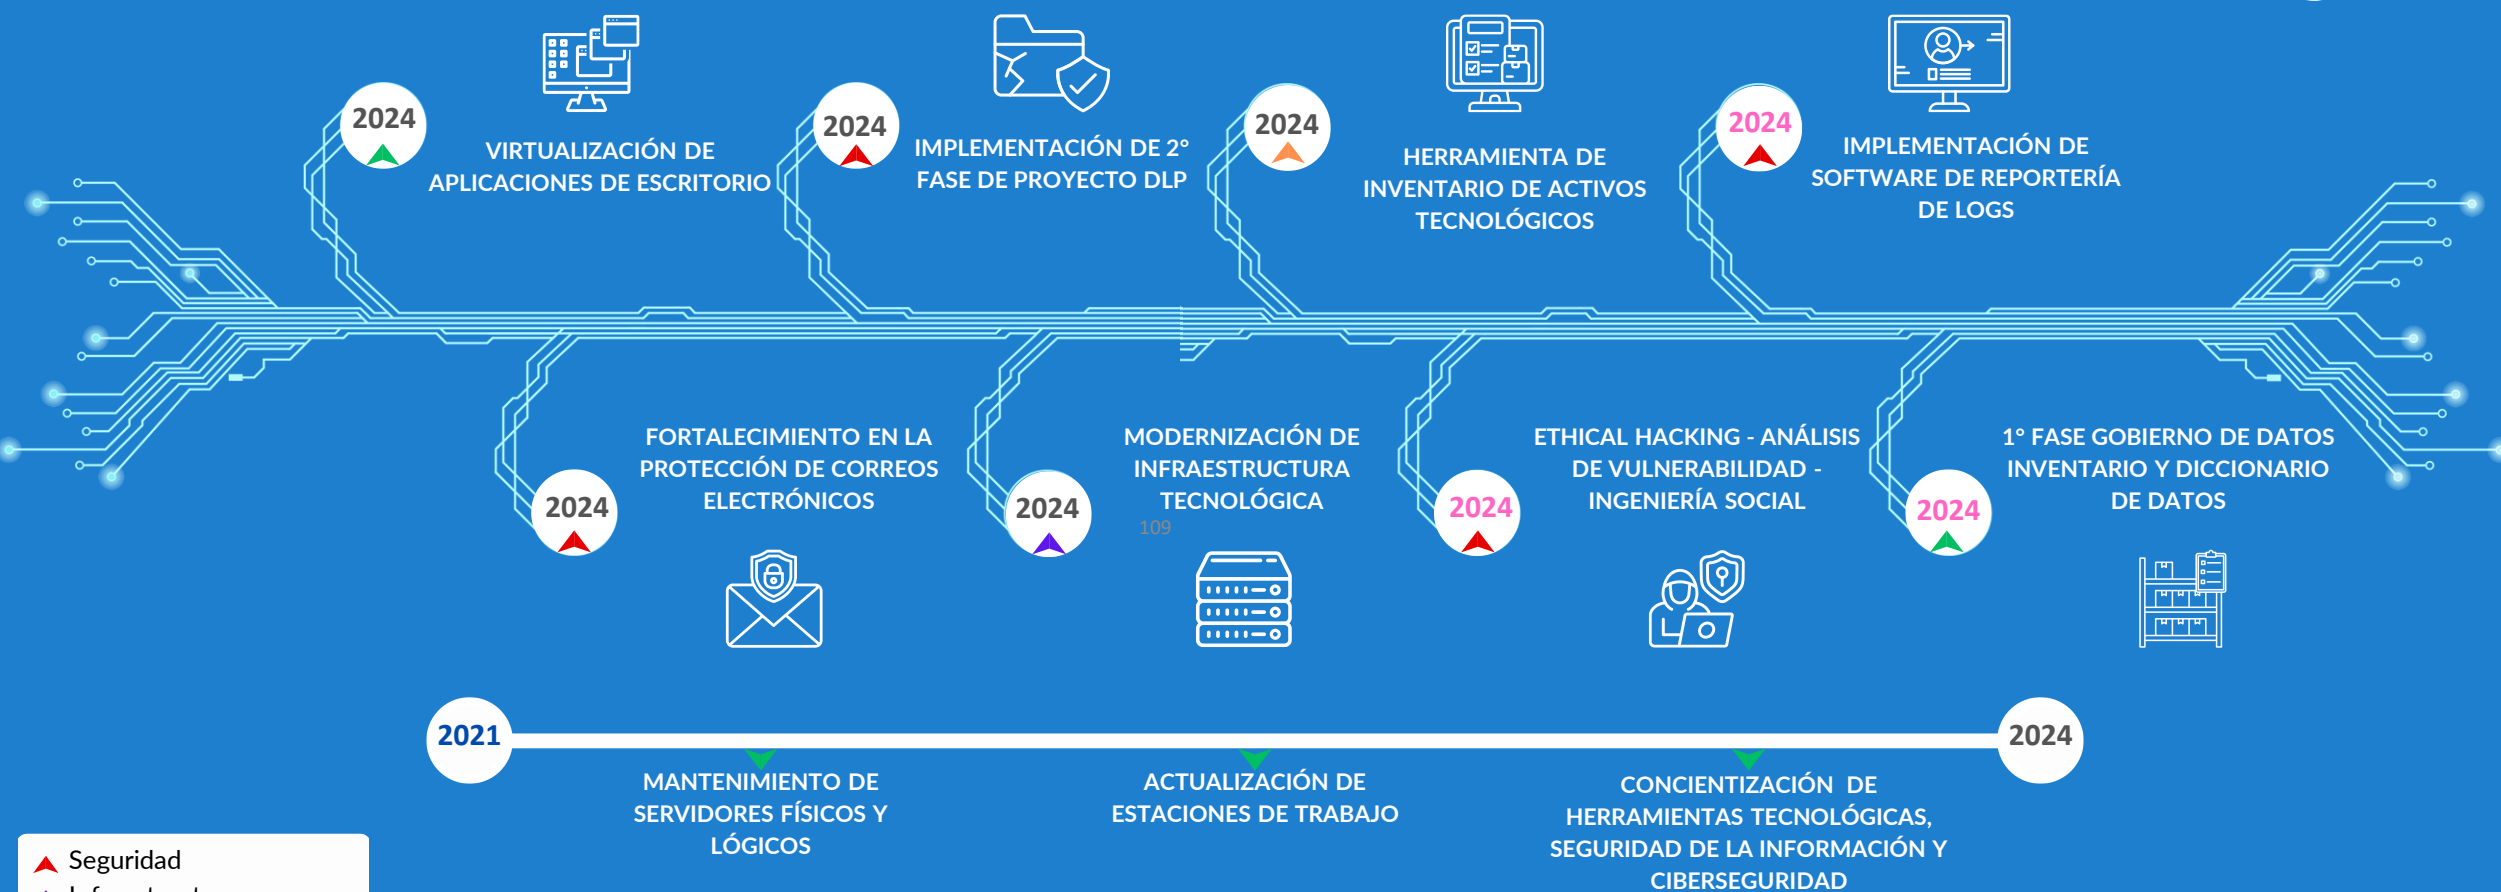 2024
VIRTUALIZACIÓN DE
APLICACIONES DE ESCRITORIO
2024
IMPLEMENTACIÓN DE 2°
FASE DE PROYECTO DLP
2024
HERRAMIENTA DE
INVENTARIO DE ACTIVOS
TECNOLÓGICOS
2024
IMPLEMENTACIÓN DE
SOFTWARE DE REPORTERÍA
DE LOGS
2024
FORTALECIMIENTO EN LA
PROTECCIÓN DE CORREOS
ELECTRÓNICOS
2024
MODERNIZACIÓN DE
INFRAESTRUCTURA
TECNOLÓGICA
109
2024
ETHICAL HACKING - ANÁLISIS
DE VULNERABILIDAD -
INGENIERÍA SOCIAL
2024
1° FASE GOBIERNO DE DATOS
INVENTARIO Y DICCIONARIO
DE DATOS
2021
2024
MANTENIMIENTO DE
SERVIDORES FÍSICOS Y
LÓGICOS
ACTUALIZACIÓN DE
ESTACIONES DE TRABAJO
CONCIENTIZACIÓN DE
HERRAMIENTAS TECNOLÓGICAS,
SEGURIDAD DE LA INFORMACIÓN Y
CIBERSEGURIDAD
Seguridad